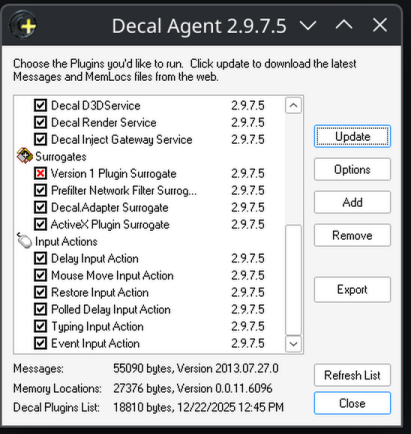 Decal Agent 2.9.7.5
Choose the Plugins you'd like to run. Click update to download the latest
Messages and MemLocs files from the web.
Decal D3DService 2.9.7.5
Decal Render Service 2.9.7.5
Decal Inject Gateway Service 2.9.7.5
Surrogates
Version 1 Plugin Surrogate 2.9.7.5
Prefilter Network Filter Surrog... 2.9.7.5
Decal.Adapter Surrogate 2.9.7.5
ActiveX Plugin Surrogate 2.9.7.5
Input Actions
Delay Input Action 2.9.7.5
Mouse Move Input Action 2.9.7.5
Restore Input Action 2.9.7.5
Polled Delay Input Action 2.9.7.5
Typing Input Action 2.9.7.5
Event Input Action 2.9.7.5
Update
Options
Add
Remove
Export
Refresh List
Close
Messages: 55090 bytes, Version 2013.07.27.0
Memory Locations: 27376 bytes, Version 0.0.11.6096
Decal Plugins List: 18810 bytes, 12/22/2025 12:45 PM